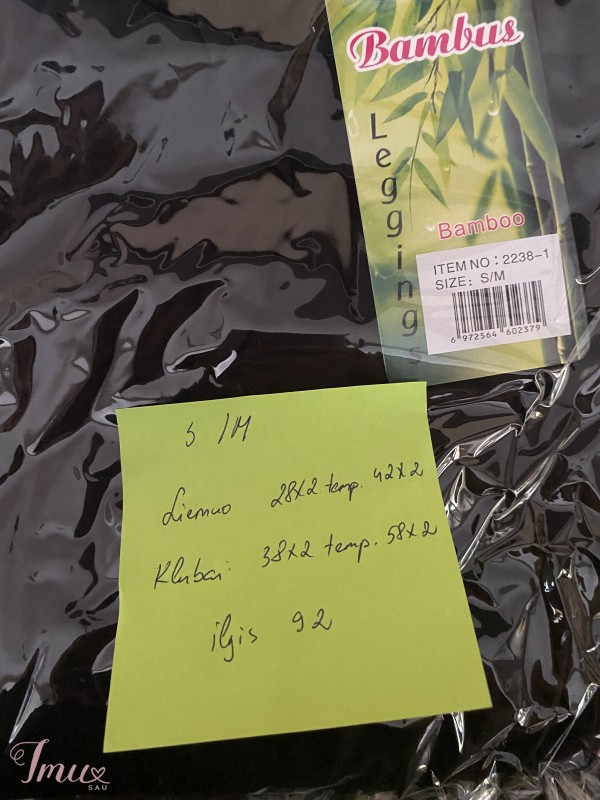 Bambus
Leggings
Bamboo
ITEM NO : 2238-1
SIZE: S/M
6 972564 602379
S /M
Liemuo 28x2 temp. 42x2
Klubai: 38x2 temp. 58x2
ilgis 92
Imu
SAU